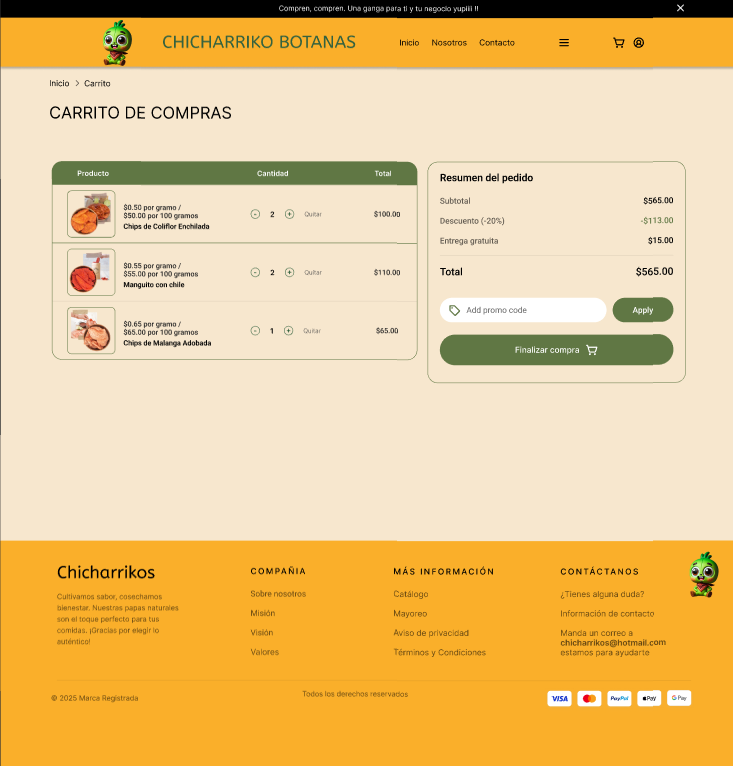 Compren, compren. Una ganga para ti y tu negocio yupiiii !!
CHICHARRIKO BOTANAS
Inicio Nosotros Contacto
Inicio > Carrito
CARRITO DE COMPRAS
Producto Cantidad Total
$0.50 por gramo /
$50.00 por 100 gramos
Chips de Coliflor Enchilada
- 2 + Quitar $100.00
$0.55 por gramo /
$55.00 por 100 gramos
Manguito con chile
- 2 + Quitar $110.00
$0.65 por gramo /
$65.00 por 100 gramos
Chips de Malanga Adobada
- 1 + Quitar $65.00
Resumen del pedido
Subtotal $565.00
Descuento (-20%) -$113.00
Entrega gratuita $15.00
Total $565.00
Add promo code Apply
Finalizar compra
Chicharrikos
Cultivamos sabor, cosechamos
bienestar. Nuestras papas naturales
son el toque perfecto para tus
comidas. ¡Gracias por elegir lo
auténtico!
COMPAÑIA
Sobre nosotros
Misión
Visión
Valores
MÁS INFORMACIÓN
Catálogo
Mayoreo
Aviso de privacidad
Términos y Condiciones
CONTÁCTANOS
¿Tienes alguna duda?
Información de contacto
Manda un correo a
chicharrikos@hotmail.com
estamos para ayudarte
© 2025 Marca Registrada
Todos los derechos reservados
VISA PayPal Pay G Pay